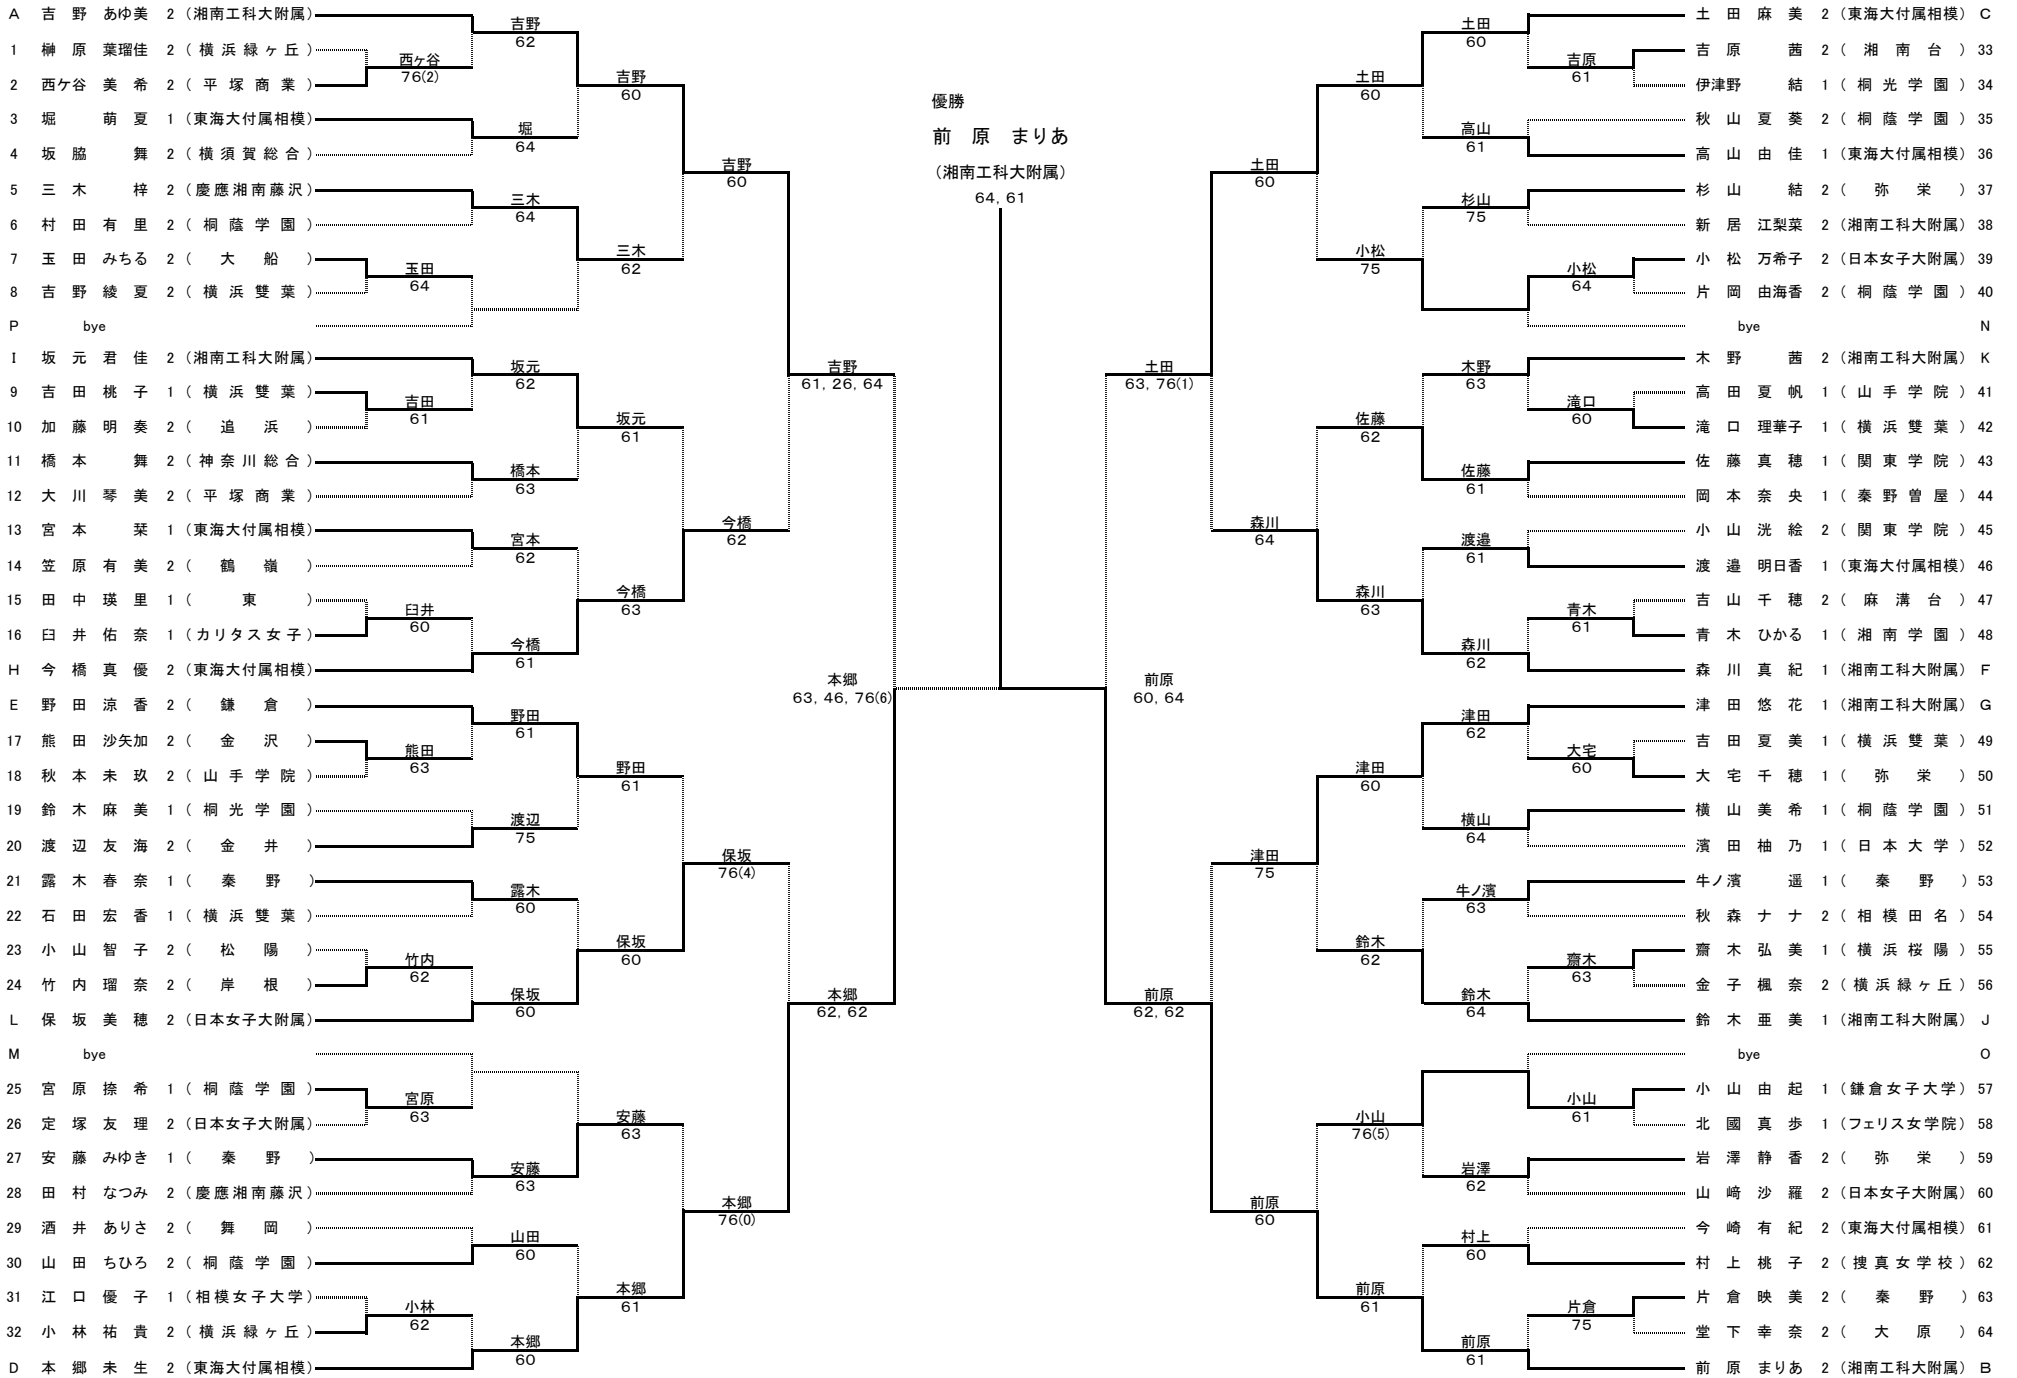 A 吉野 あゆ美 2 (湘南工科大附属)
1 榊原 葉瑠佳 2 (横浜緑ヶ丘)
2 西ケ谷 美希 2 (平塚商業)
3 堀 萌夏 1 (東海大付属相模)
4 坂脇 舞 2 (横須賀総合)
5 三木 梓 2 (慶應湘南藤沢)
6 村田 有里 2 (桐蔭学園)
7 玉田 みちる 2 (大船)
8 吉野 綾夏 2 (横浜雙葉)
P bye
I 坂元 君佳 2 (湘南工科大附属)
9 吉田 桃子 1 (横浜雙葉)
10 加藤 明奏 2 (追浜)
11 橋本 舞 2 (神奈川総合)
12 大川 琴美 2 (平塚商業)
13 宮本 栞 1 (東海大付属相模)
14 笠原 有美 2 (鶴嶺)
15 田中 瑛里 1 (東)
16 臼井 佑奈 1 (カリタス女子)
H 今橋 真優 2 (東海大付属相模)
E 野田 涼香 2 (鎌倉)
17 熊田 沙矢加 2 (金沢)
18 秋本 未玖 2 (山手学院)
19 鈴木 麻美 1 (桐光学園)
20 渡辺 友海 2 (金井)
21 露木 春奈 1 (秦野)
22 石田 宏香 1 (横浜雙葉)
23 小山 智子 2 (松陽)
24 竹内 瑠奈 2 (岸根)
L 保坂 美穂 2 (日本女子大附属)
M bye
25 宮原 捺希 1 (桐蔭学園)
26 定塚 友理 2 (日本女子大附属)
27 安藤 みゆき 1 (秦野)
28 田村 なつみ 2 (慶應湘南藤沢)
29 酒井 ありさ 2 (舞岡)
30 山田 ちひろ 2 (桐蔭学園)
31 江口 優子 1 (相模女子大学)
32 小林 祐貴 2 (横浜緑ヶ丘)
D 本郷 未生 2 (東海大付属相模)
西ヶ谷
76(2)
玉田
64
吉田
61
臼井
60
熊田
63
竹内
62
宮原
63
小林
62
吉野
62
堀
64
三木
64
坂元
62
橋本
63
宮本
62
今橋
61
野田
61
渡辺
75
露木
60
保坂
60
安藤
63
山田
60
本郷
60
吉野
60
三木
62
坂元
61
今橋
63
野田
61
保坂
60
安藤
63
本郷
61
吉野
60
今橋
62
保坂
76(4)
本郷
76(0)
吉野
61, 26, 64
本郷
62, 62
本郷
63, 46, 76(6)
優勝
前原 まりあ
(湘南工科大附属)
64, 61
前原
60, 64
土田
63, 76(1)
前原
62, 62
土田
60
森川
64
津田
75
前原
60
土田
60
小松
75
佐藤
62
森川
63
津田
60
鈴木
62
小山
76(5)
前原
61
土田
60
高山
61
杉山
75
木野
63
佐藤
61
渡邉
61
森川
62
津田
62
横山
64
牛ノ濱
63
鈴木
64
岩澤
62
村上
60
前原
61
吉原
61
小松
64
滝口
60
青木
61
大宅
60
齋木
63
小山
61
片倉
75
土田 麻美 2 (東海大付属相模) C
吉原 茜 2 (湘南台) 33
伊津野 結 1 (桐光学園) 34
秋山 夏葵 2 (桐蔭学園) 35
高山 由佳 1 (東海大付属相模) 36
杉山 結 2 (弥栄) 37
新居 江梨菜 2 (湘南工科大附属) 38
小松 万希子 2 (日本女子大附属) 39
片岡 由海香 2 (桐蔭学園) 40
bye N
木野 茜 2 (湘南工科大附属) K
高田 夏帆 1 (山手学院) 41
滝口 理華子 1 (横浜雙葉) 42
佐藤 真穂 1 (関東学院) 43
岡本 奈央 1 (秦野曽屋) 44
小山 洸絵 2 (関東学院) 45
渡邉 明日香 1 (東海大付属相模) 46
吉山 千穂 2 (麻溝台) 47
青木 ひかる 1 (湘南学園) 48
森川 真紀 1 (湘南工科大附属) F
津田 悠花 1 (湘南工科大附属) G
吉田 夏美 1 (横浜雙葉) 49
大宅 千穂 1 (弥栄) 50
横山 美希 1 (桐蔭学園) 51
濱田 柚乃 1 (日本大学) 52
牛ノ濱 遥 1 (秦野) 53
秋森 ナナ 2 (相模田名) 54
齋木 弘美 1 (横浜桜陽) 55
金子 楓奈 2 (横浜緑ヶ丘) 56
鈴木 亜美 1 (湘南工科大附属) J
bye O
小山 由起 1 (鎌倉女子大学) 57
北國 真歩 1 (フェリス女学院) 58
岩澤 静香 2 (弥栄) 59
山﨑 沙羅 2 (日本女子大附属) 60
今崎 有紀 2 (東海大付属相模) 61
村上 桃子 2 (捜真女学校) 62
片倉 映美 2 (秦野) 63
堂下 幸奈 2 (大原) 64
前原 まりあ 2 (湘南工科大附属) B